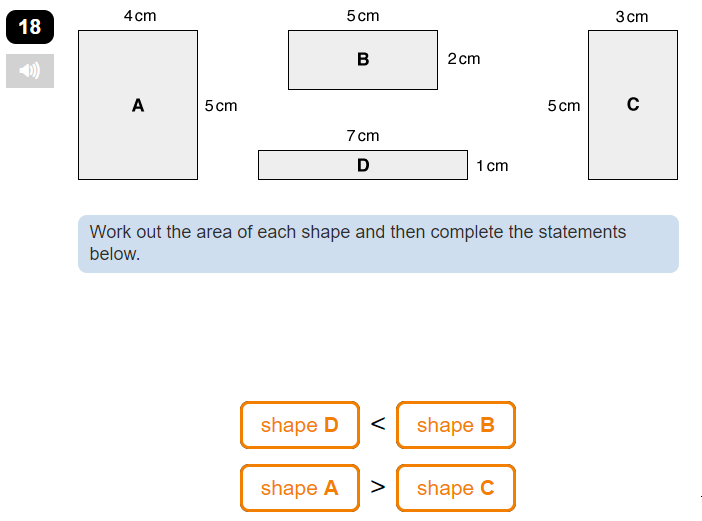 18
4 cm
5 cm
3 cm
B
2 cm
A
5 cm
5 cm
C
7 cm
D
1 cm
Work out the area of each shape and then complete the statements
below.
shape D < shape B
shape A > shape C